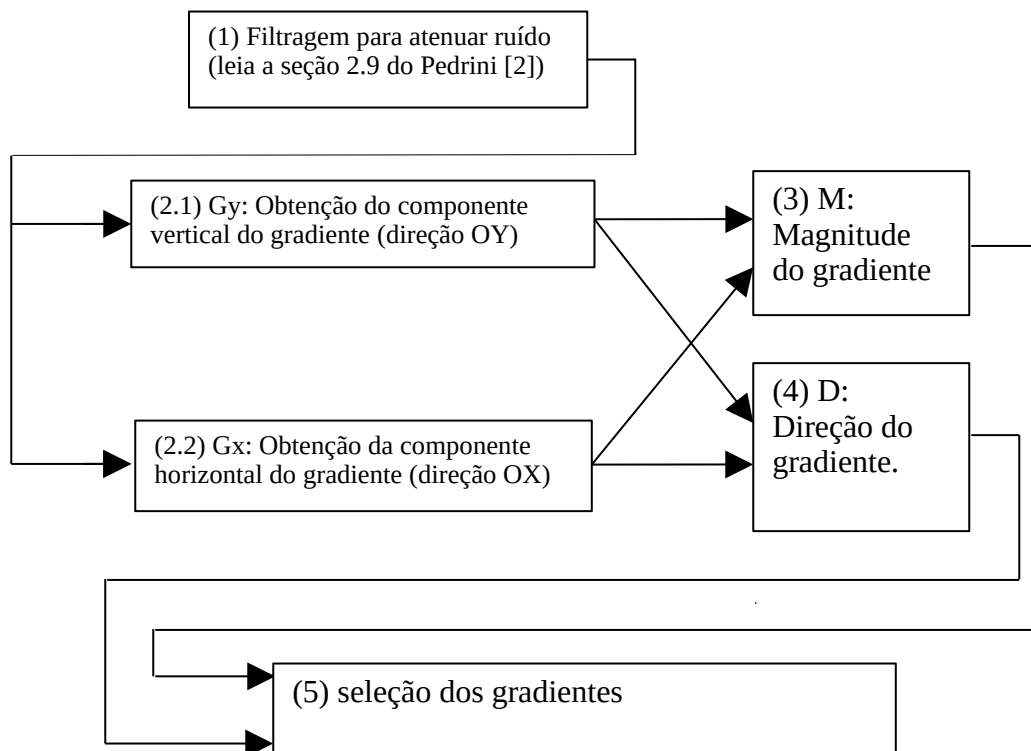 (1) Filtragem para atenuar ruído
(leia a seção 2.9 do Pedrini [2])
(2.1) Gy: Obtenção do componente
vertical do gradiente (direção OY)
(3) M:
Magnitude
do gradiente
(2.2) Gx: Obtenção da componente
horizontal do gradiente (direção OX)
(4) D:
Direção do
gradiente.
(5) seleção dos gradientes